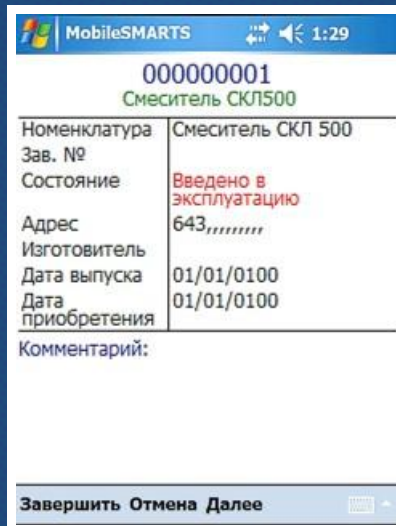 MobileSMARTS 1:29
000000001
Смеситель СКЛ500
Номенклатура Смеситель СКЛ 500
Зав. №
Состояние Введено в
эксплуатацию
Адрес 643,,,,,,,,,
Изготовитель
Дата выпуска 01/01/0100
Дата 01/01/0100
приобретения
Комментарий:
Завершить Отмена Далее